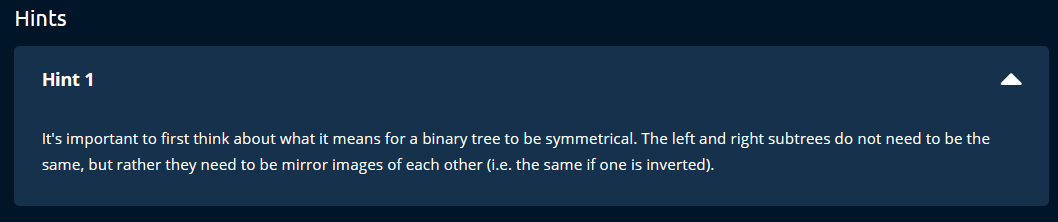 Hints
Hint 1
It's important to first think about what it means for a binary tree to be symmetrical. The left and right subtrees do not need to be the
same, but rather they need to be mirror images of each other (i.e. the same if one is inverted).